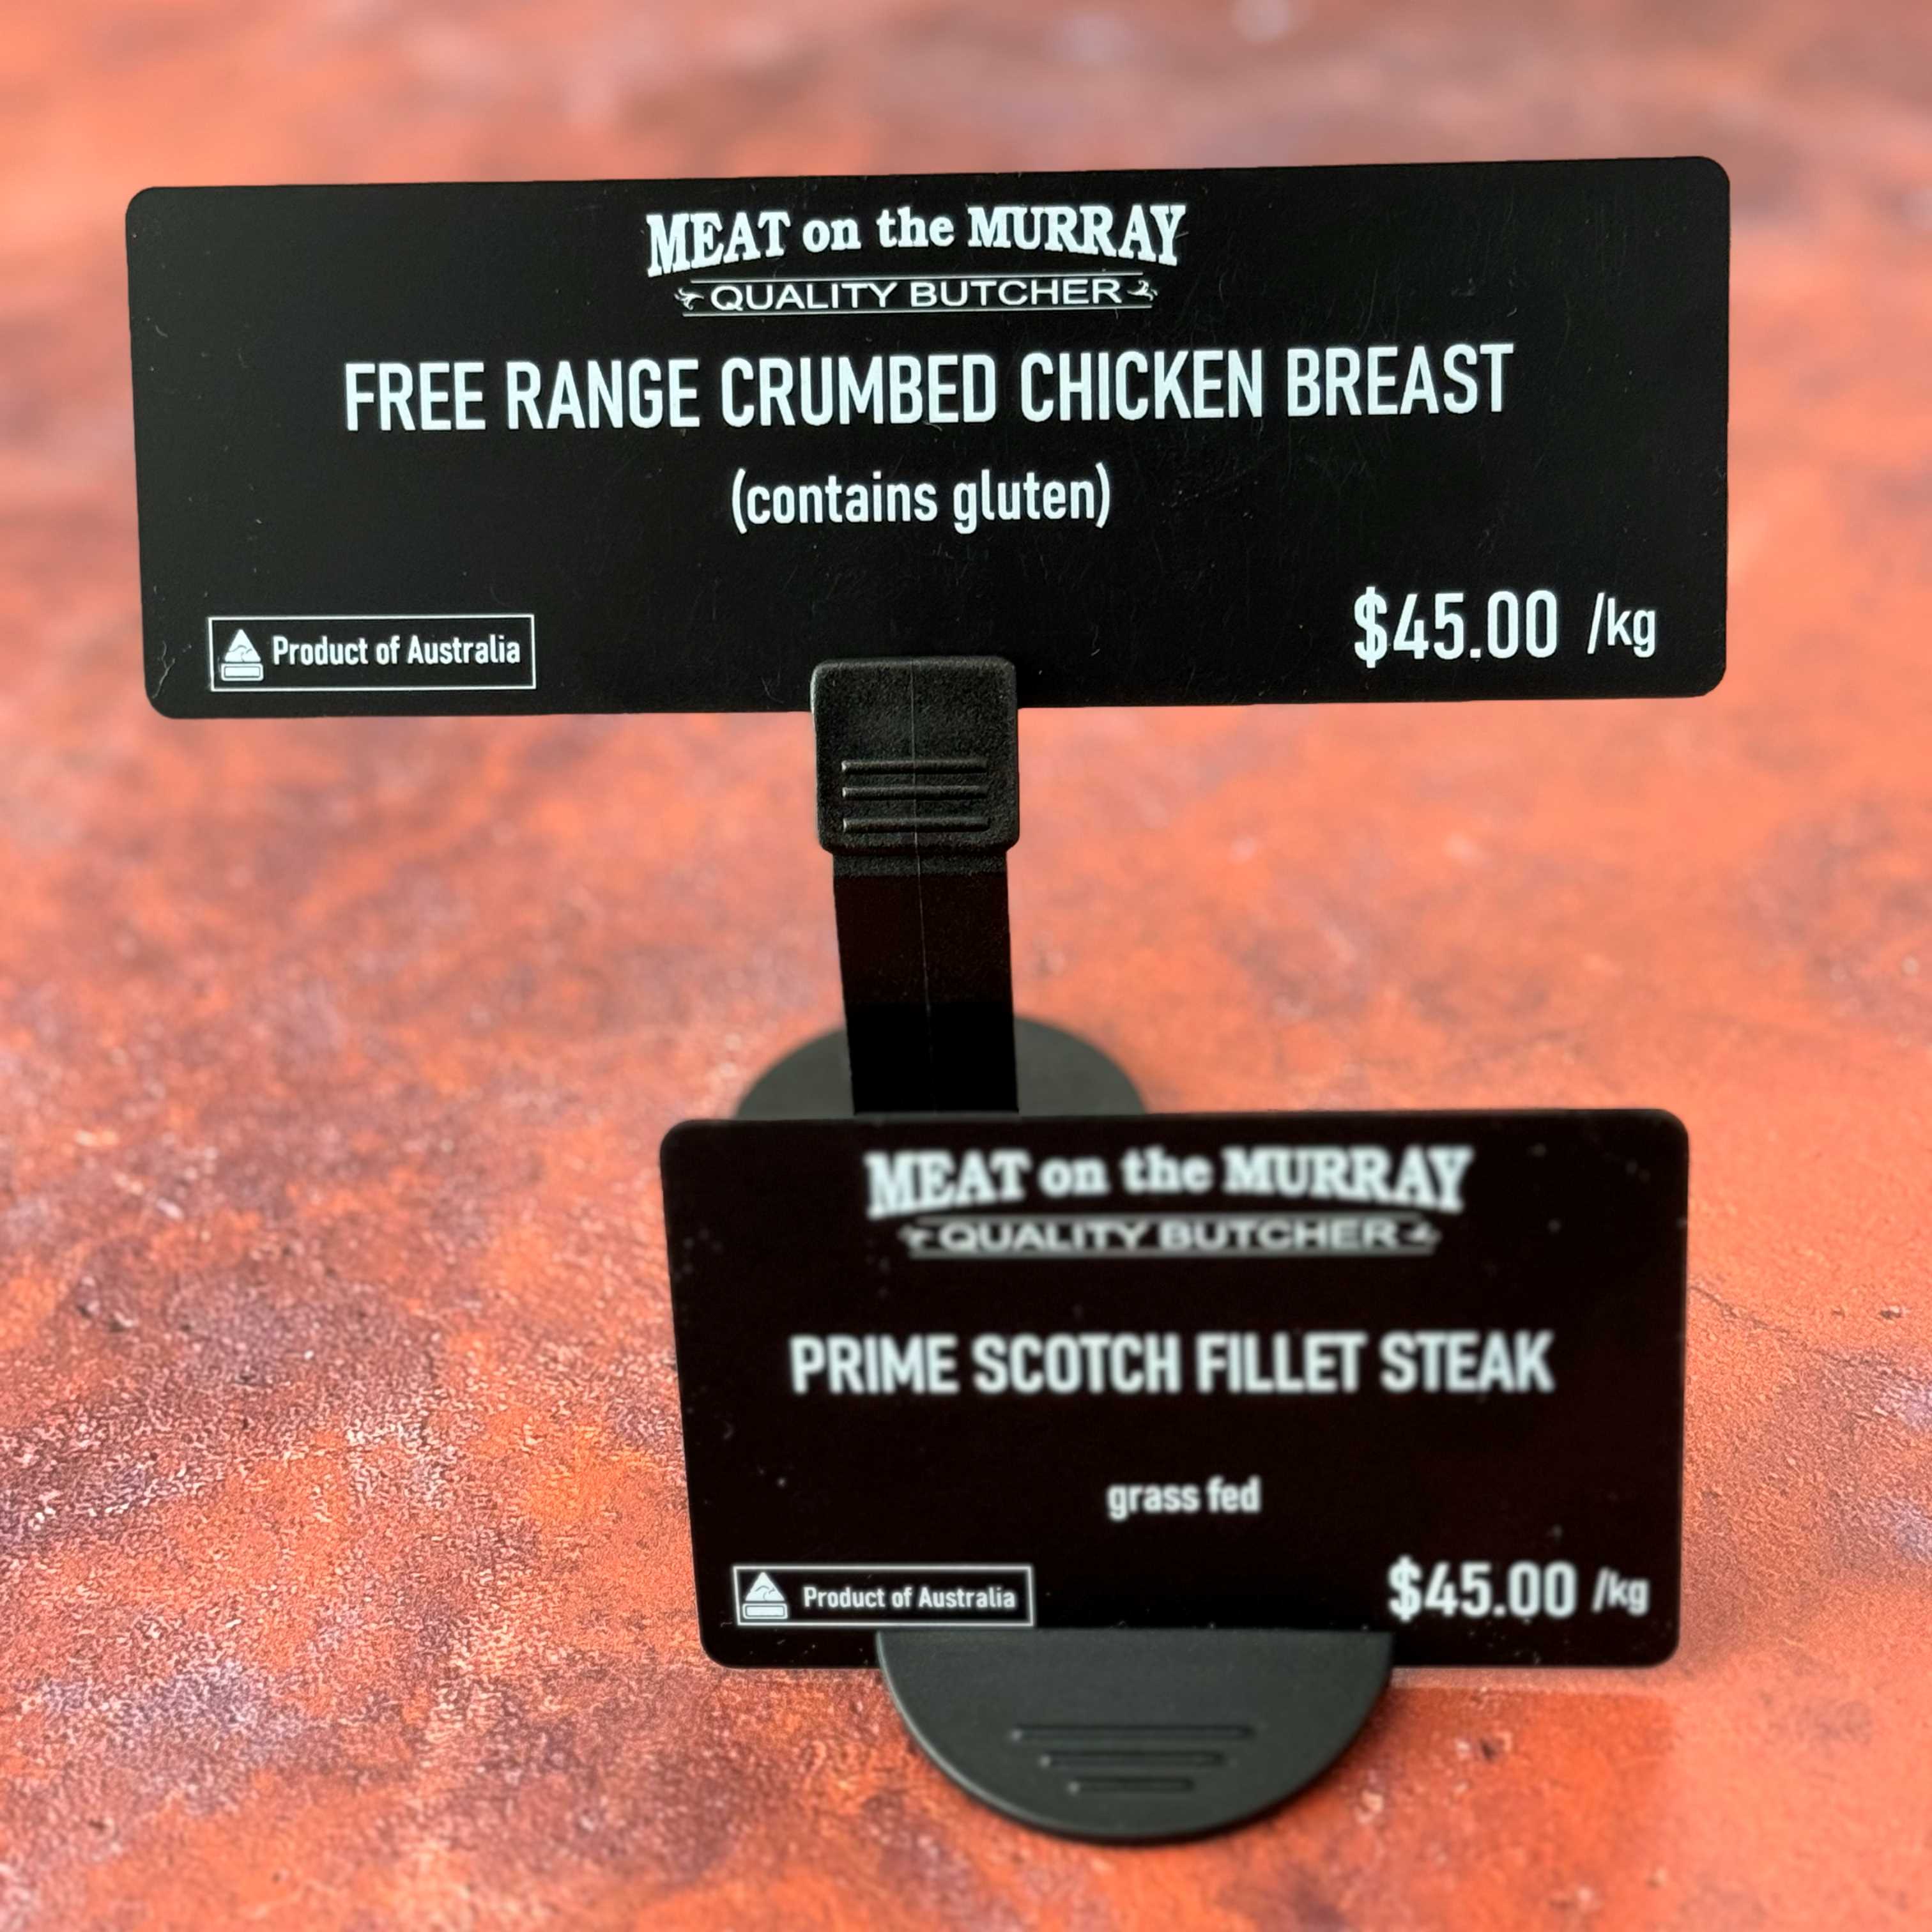 MEAT on the MURRAY
QUALITY BUTCHER
FREE RANGE CRUMBED CHICKEN BREAST
(contains gluten)
Product of Australia
$45.00 /kg
MEAT on the MURRAY
QUALITY BUTCHER
PRIME SCOTCH FILLET STEAK
grass fed
Product of Australia
$45.00 /kg